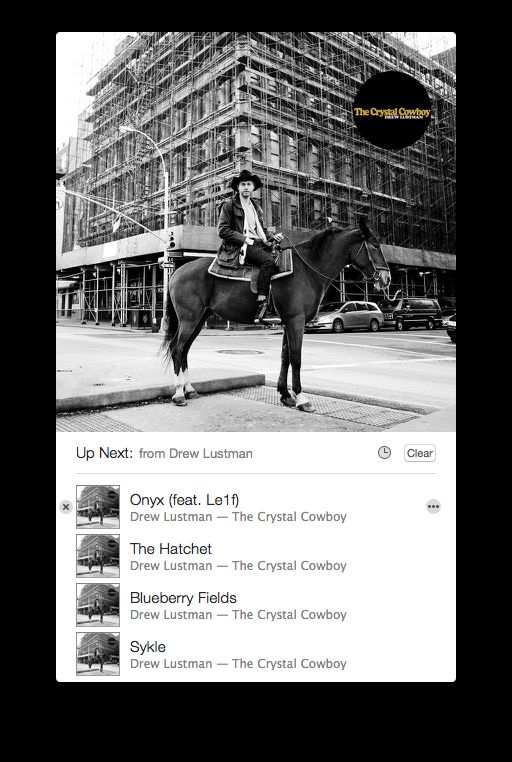 The Crystal Cowboy
DREW LUSTMAN
Up Next: from Drew Lustman
Clear
Onyx (feat. Le1f)
Drew Lustman — The Crystal Cowboy
The Hatchet
Drew Lustman — The Crystal Cowboy
Blueberry Fields
Drew Lustman — The Crystal Cowboy
Sykle
Drew Lustman — The Crystal Cowboy